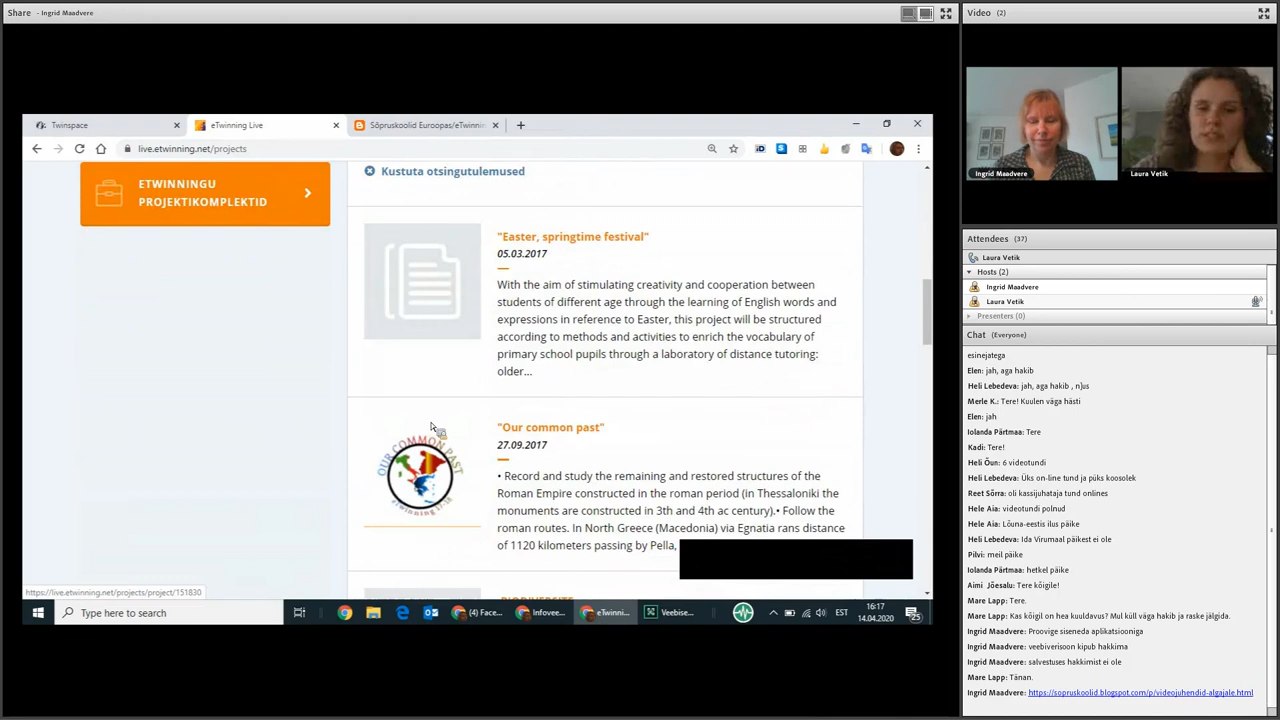 Share - Ingrid Maadvere
Twinspace
eTwinning Live
Sõpruskoolid Euroopas/eTwinnin
live.etwinning.net/projects
ETWINNINGU
PROJEKTIKOMPLEKTID
Kustuta otsingutulemused
"Easter, springtime festival"
05.03.2017
With the aim of stimulating creativity and cooperation between
students of different age through the learning of English words and
expressions in reference to Easter, this project will be structured
according to methods and activities to enrich the vocabulary of
primary school pupils through a laboratory of distance tutoring:
older...
OUR COMMON PAST
"Our common past"
27.09.2017
• Record and study the remaining and restored structures of the
Roman Empire constructed in the roman period (in Thessaloniki the
monuments are constructed in 3th and 4th ac century).• Follow the
roman routes. In North Greece (Macedonia) via Egnatia rans distance
of 1120 kilometers passing by Pella,
https://live.etwinning.net/projects/project/151830
Type here to search
(4) Face...
Infovee...
eTwinni...
Veebise...
EST
16:17
14.04.2020
25
Video (2)
Ingrid Maadvere
Laura Vetik
Attendees (37)
Laura Vetik
Hosts (2)
Ingrid Maadvere
Laura Vetik
Presenters (0)
Chat (Everyone)
esinejatega
Elen: jah, aga hakib
Heli Lebedeva: jah, aga hakib , njus
Merle K.: Tere! Kuulen väga hästi
Elen: jah
Iolanda Pärtmaa: Tere
Kadi: Tere!
Heli Õun: 6 videotundi
Heli Lebedeva: Üks on-line tund ja püks koosolek
Reet Sõrra: oli kassijuhataja tund onlines
Hele Aia: videotundi polnud
Hele Aia: Lõuna-eestis ilus päike
Heli Lebedeva: Ida Virumaal päikest ei ole
Pilvi: meil päike
Iolanda Pärtmaa: hetkel päike
Aimi Jõesalu: Tere kõigile!
Mare Lapp: Tere.
Mare Lapp: Kas kõigil on hea kuuldavus? Mul küll väga hakib ja raske jälgida.
Ingrid Maadvere: Proovige siseneda aplikatsiooniga
Ingrid Maadvere: veebiverisoon kipub hakkima
Ingrid Maadvere: salvestuses hakkimist ei ole
Mare Lapp: Tänan.
Ingrid Maadvere: https://sopruskoolid.blogspot.com/p/videojuhendid-algajale.html